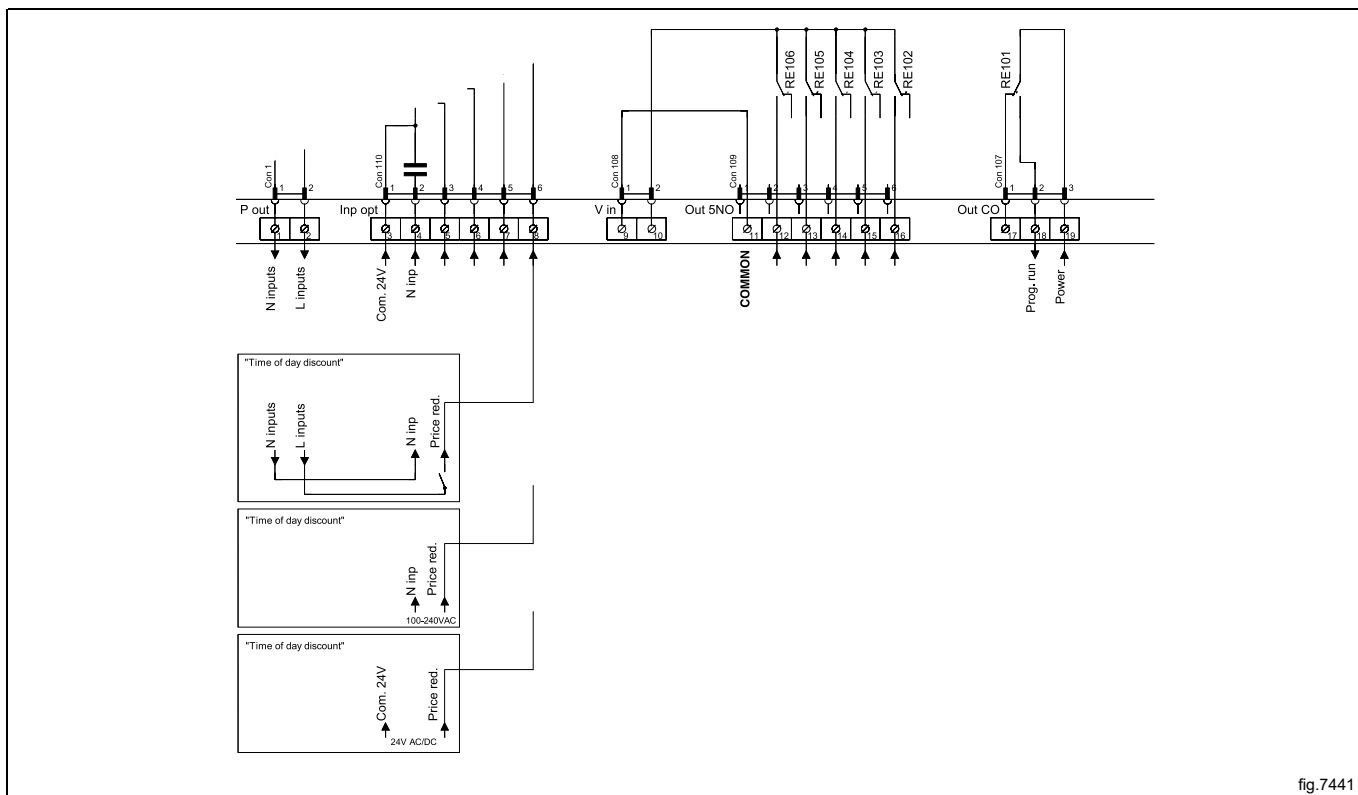 RE106
RE105
RE104
RE103
RE102
RE101
Con 1
Con 110
Con 108
Con 109
Con 107
1 2
1 2 3 4 5 6
1 2
1 2 3 4 5 6
1 2 3
P out
Inp opt
V in
Out 5NO
Out CO
1 2
3 4 5 6 7 8
9 10
11 12 13 14 15 16
17 18 19
N inputs
L inputs
Com. 24V
N inp
COMMON
Prog. run
Power
"Time of day discount"
N inputs
L inputs
N inp
Price red.
"Time of day discount"
N inp
Price red.
100-240VAC
"Time of day discount"
Com. 24V
Price red.
24V AC/DC
fig.7441